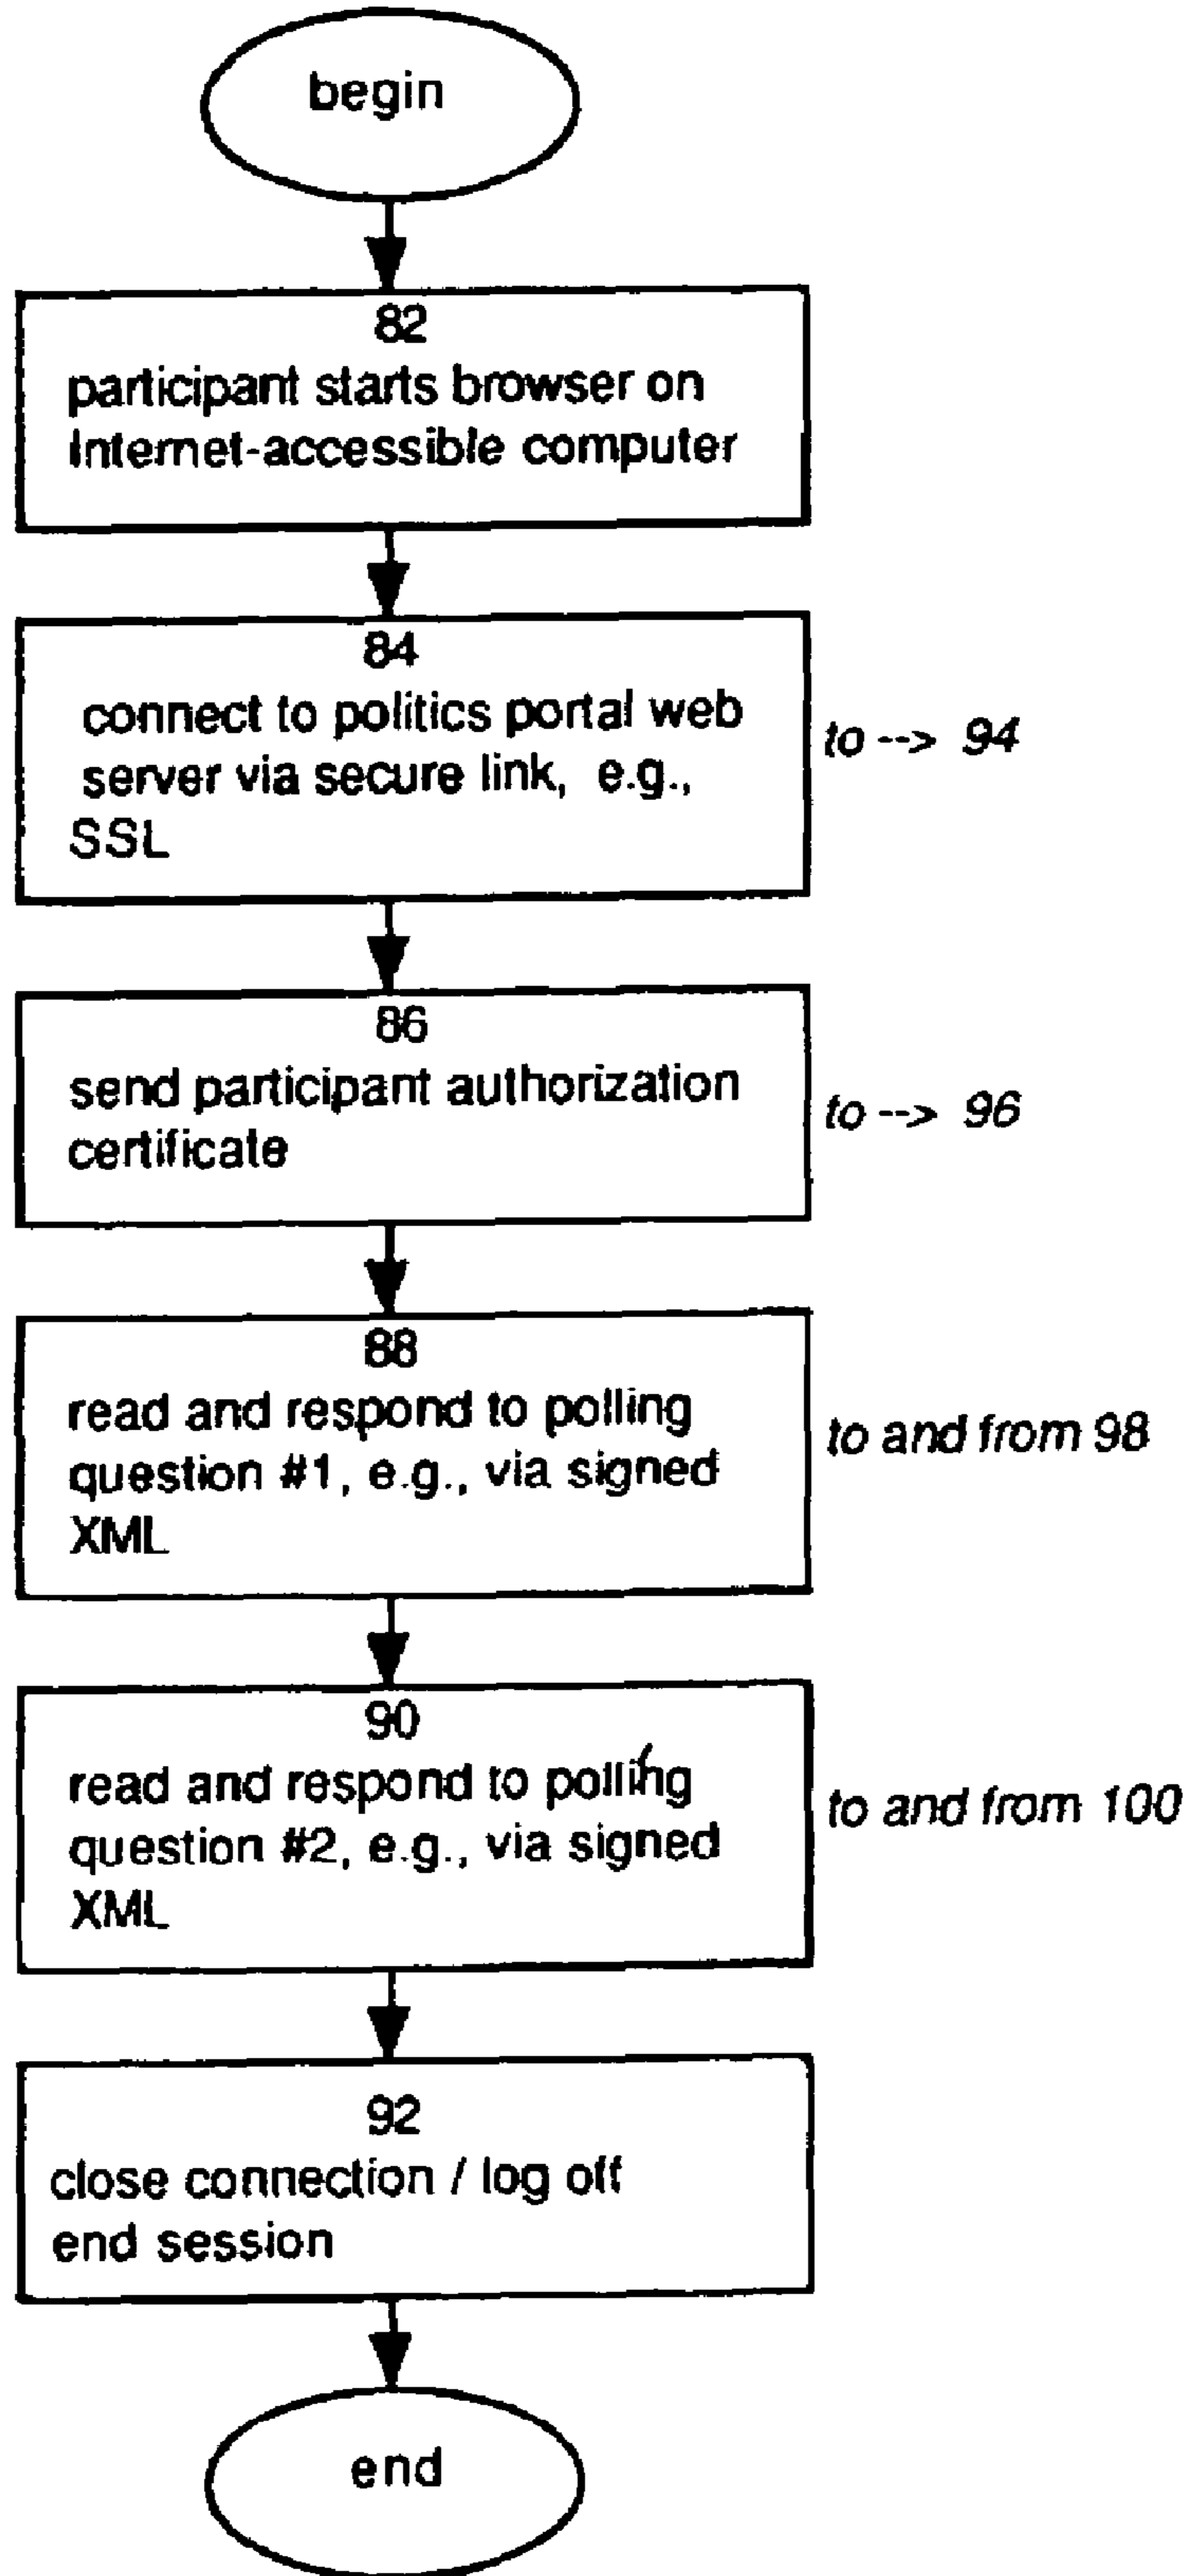 begin
82
participant starts browser on
Internet-accessible computer
84
connect to politics portal web
server via secure link, e.g.,
SSL
to --> 94
86
send participant authorization
certificate
to --> 96
88
read and respond to polling
question #1, e.g., via signed
XML
to and from 98
90
read and respond to polling
question #2, e.g., via signed
XML
to and from 100
92
close connection / log off
end session
end